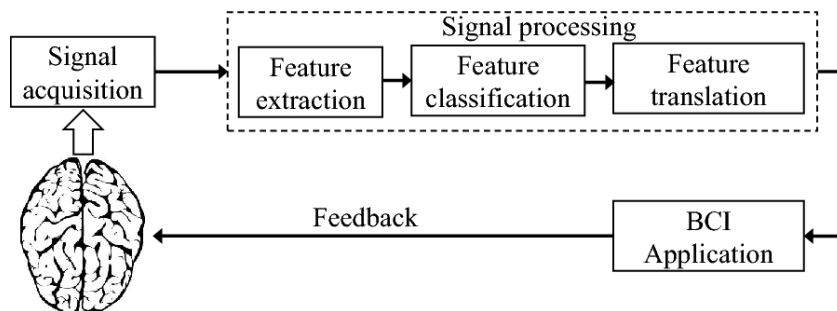 Signal
acquisition
Signal processing
Feature
extraction
Feature
classification
Feature
translation
Feedback
BCI
Application